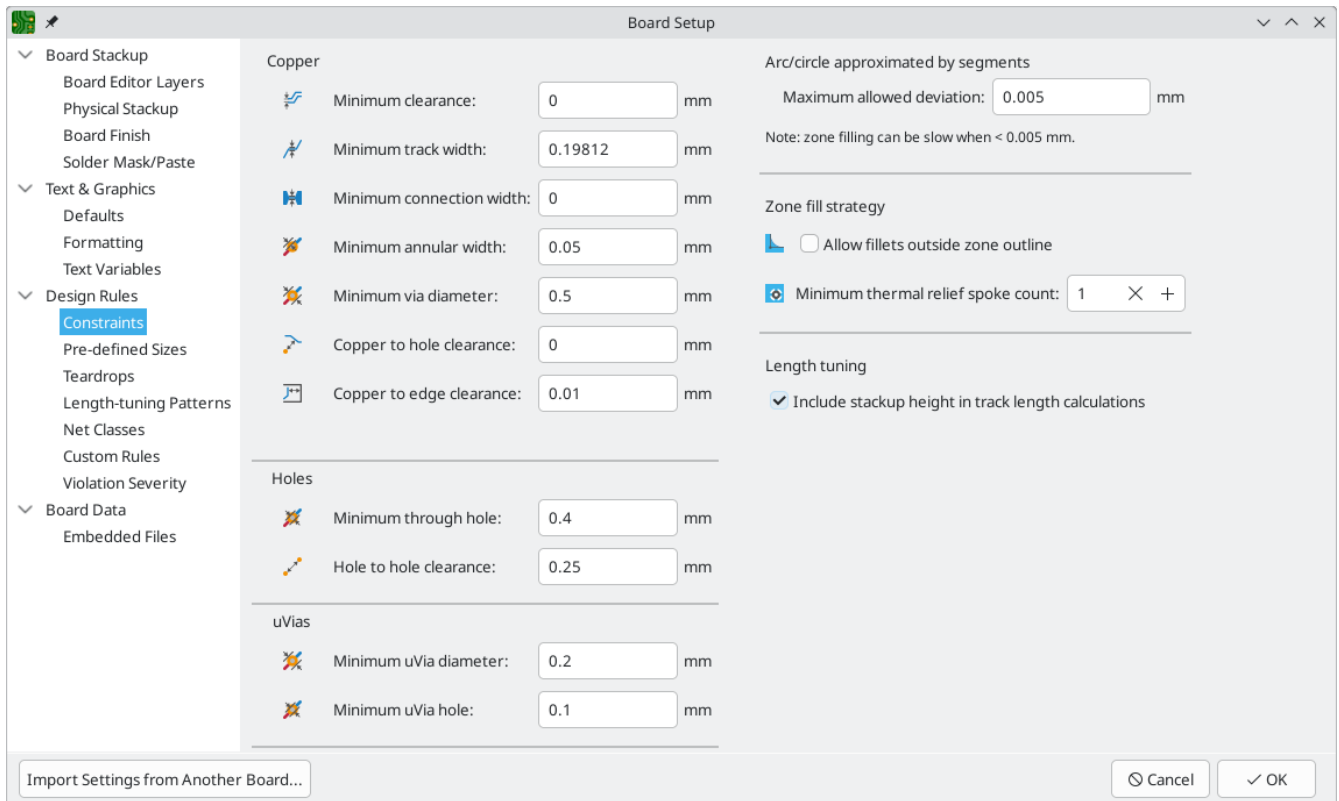 Board Setup
Board Stackup
Board Editor Layers
Physical Stackup
Board Finish
Solder Mask/Paste
Text & Graphics
Defaults
Formatting
Text Variables
Design Rules
Constraints
Pre-defined Sizes
Teardrops
Length-tuning Patterns
Net Classes
Custom Rules
Violation Severity
Board Data
Embedded Files
Copper
Minimum clearance: 0 mm
Minimum track width: 0.19812 mm
Minimum connection width: 0 mm
Minimum annular width: 0.05 mm
Minimum via diameter: 0.5 mm
Copper to hole clearance: 0 mm
Copper to edge clearance: 0.01 mm
Holes
Minimum through hole: 0.4 mm
Hole to hole clearance: 0.25 mm
uVias
Minimum uVia diameter: 0.2 mm
Minimum uVia hole: 0.1 mm
Arc/circle approximated by segments
Maximum allowed deviation: 0.005 mm
Note: zone filling can be slow when < 0.005 mm.
Zone fill strategy
Allow fillets outside zone outline
Minimum thermal relief spoke count: 1
Length tuning
Include stackup height in track length calculations
Import Settings from Another Board...
Cancel
OK